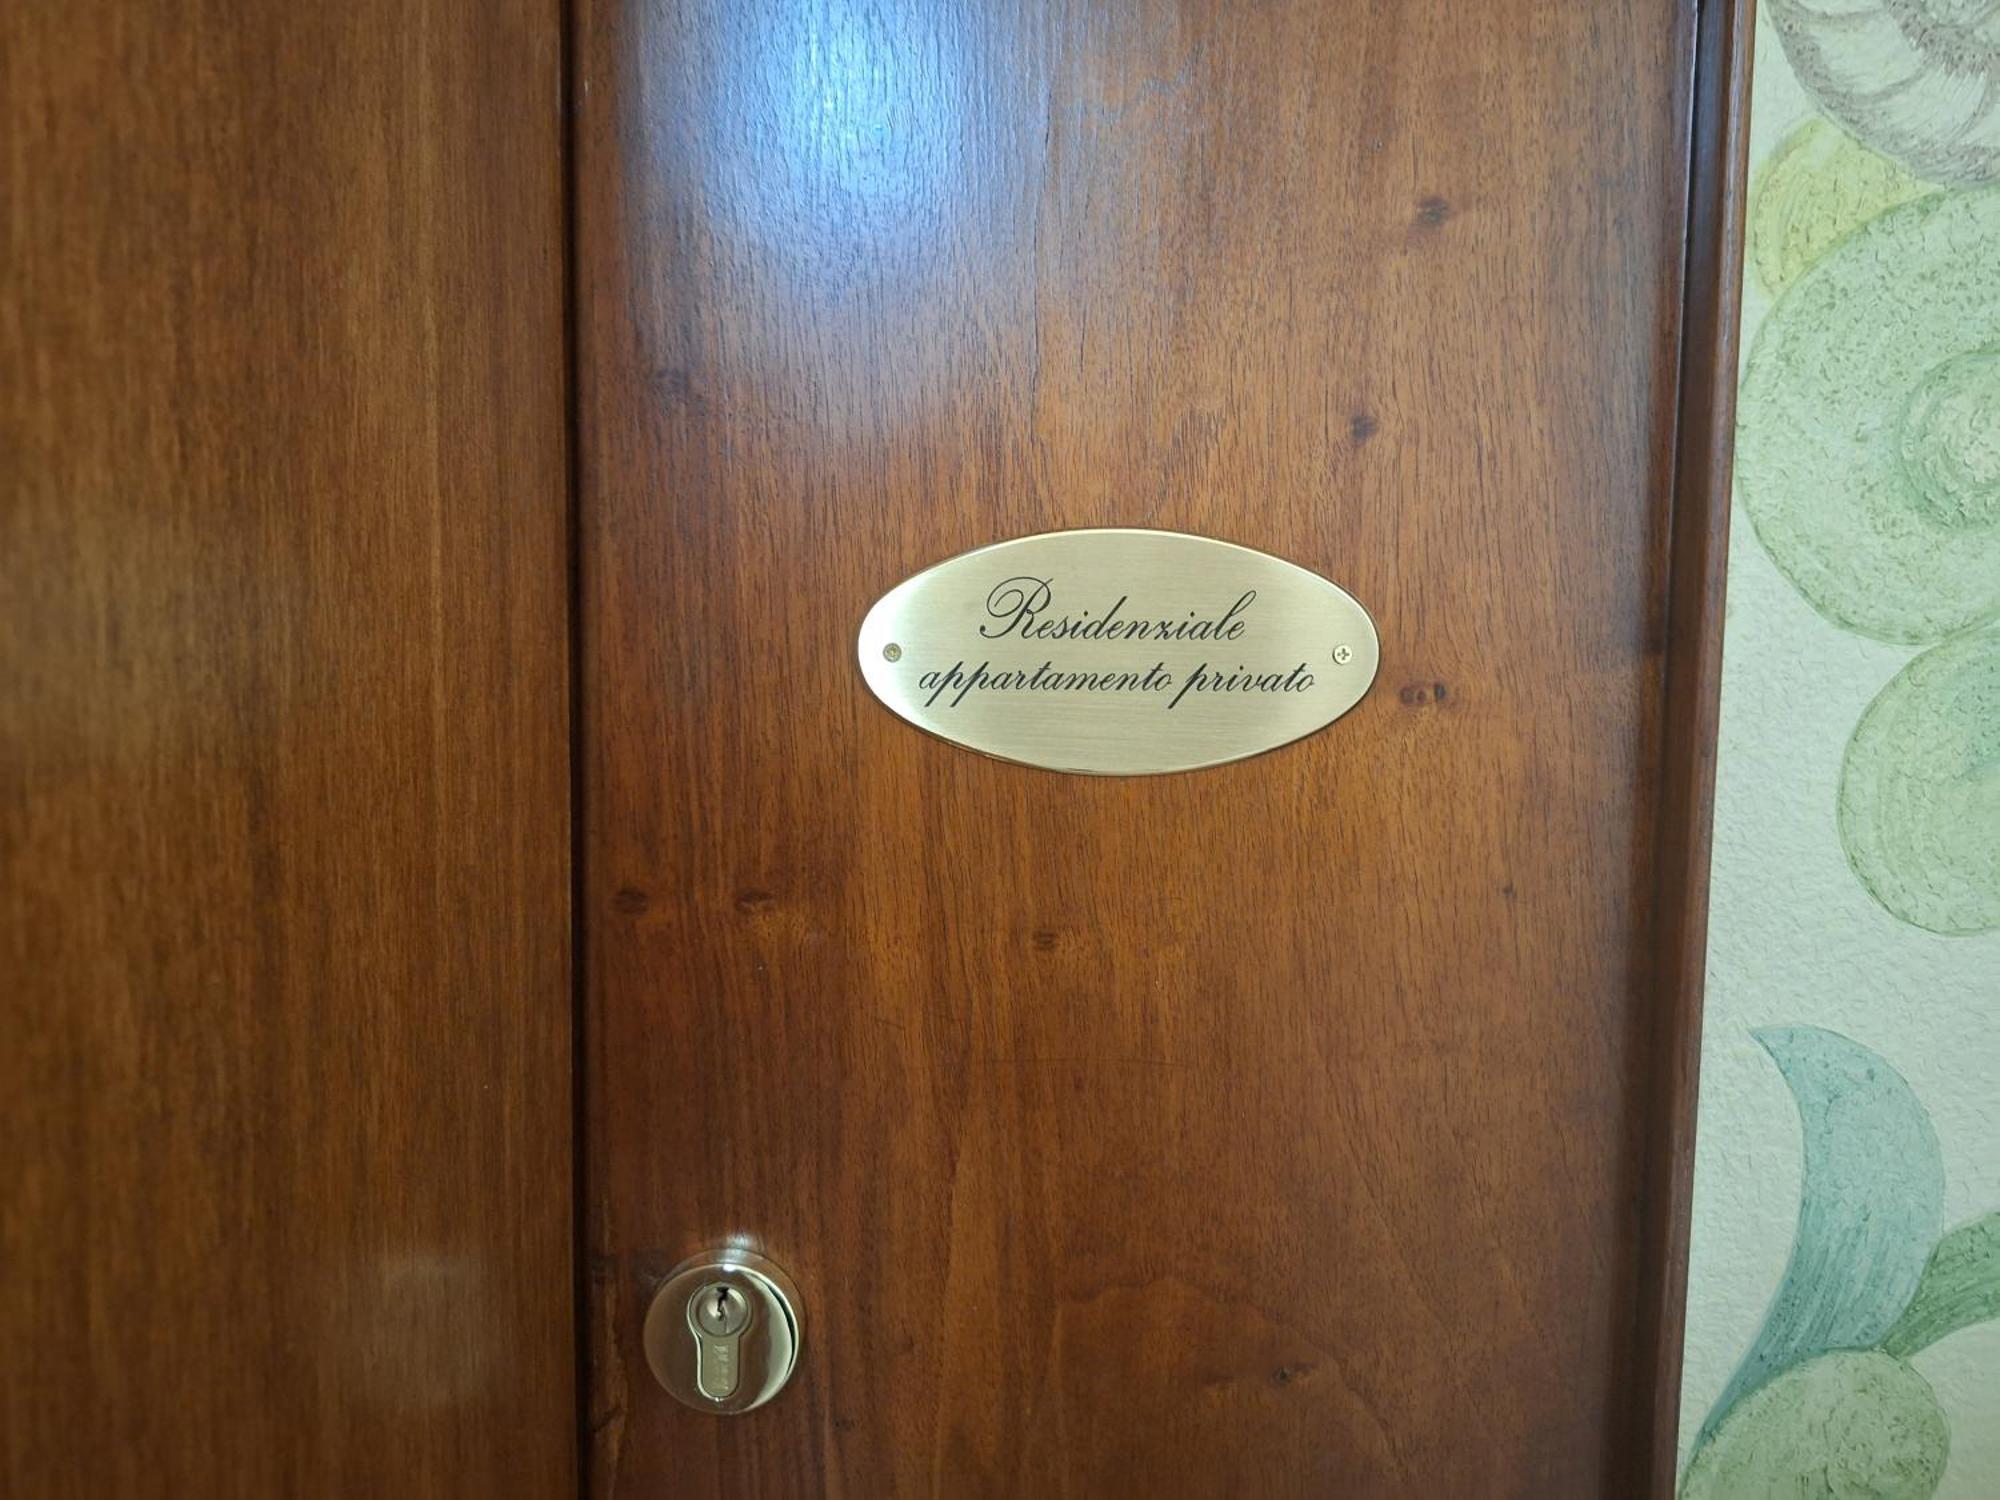 Residenziale
appartamento privato